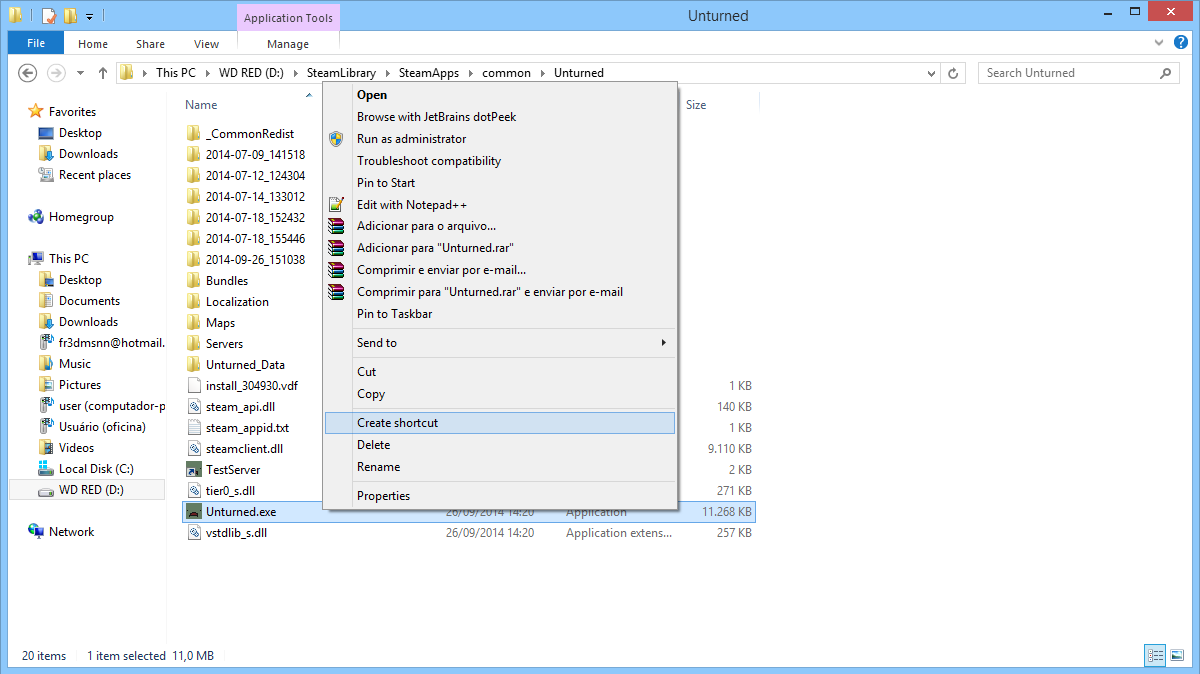 Application Tools
Unturned
File Home Share View Manage
This PC WD RED (D:) SteamLibrary SteamApps common Unturned
Search Unturned
Favorites
Desktop
Downloads
Recent places
Homegroup
This PC
Desktop
Documents
Downloads
fr3dmsnn@hotmail.
Music
Pictures
user (computador-p
Usuário (oficina)
Videos
Local Disk (C:)
WD RED (D:)
Network
Name Size
_CommonRedist
2014-07-09_141518
2014-07-12_124304
2014-07-14_133012
2014-07-18_152432
2014-07-18_155446
2014-09-26_151038
Bundles
Localization
Maps
Servers
Unturned_Data
install_304930.vdf 1 KB
steam_api.dll 140 KB
steam_appid.txt 1 KB
steamclient.dll 9.110 KB
TestServer 2 KB
tier0_s.dll 271 KB
Unturned.exe 26/09/2014 14:20 Application 11.268 KB
vstdlib_s.dll 26/09/2014 14:20 Application extens... 257 KB
Open
Browse with JetBrains dotPeek
Run as administrator
Troubleshoot compatibility
Pin to Start
Edit with Notepad++
Adicionar para o arquivo...
Adicionar para "Unturned.rar"
Comprimir e enviar por e-mail...
Comprimir para "Unturned.rar" e enviar por e-mail
Pin to Taskbar
Send to
Cut
Copy
Create shortcut
Delete
Rename
Properties
20 items 1 item selected 11,0 MB